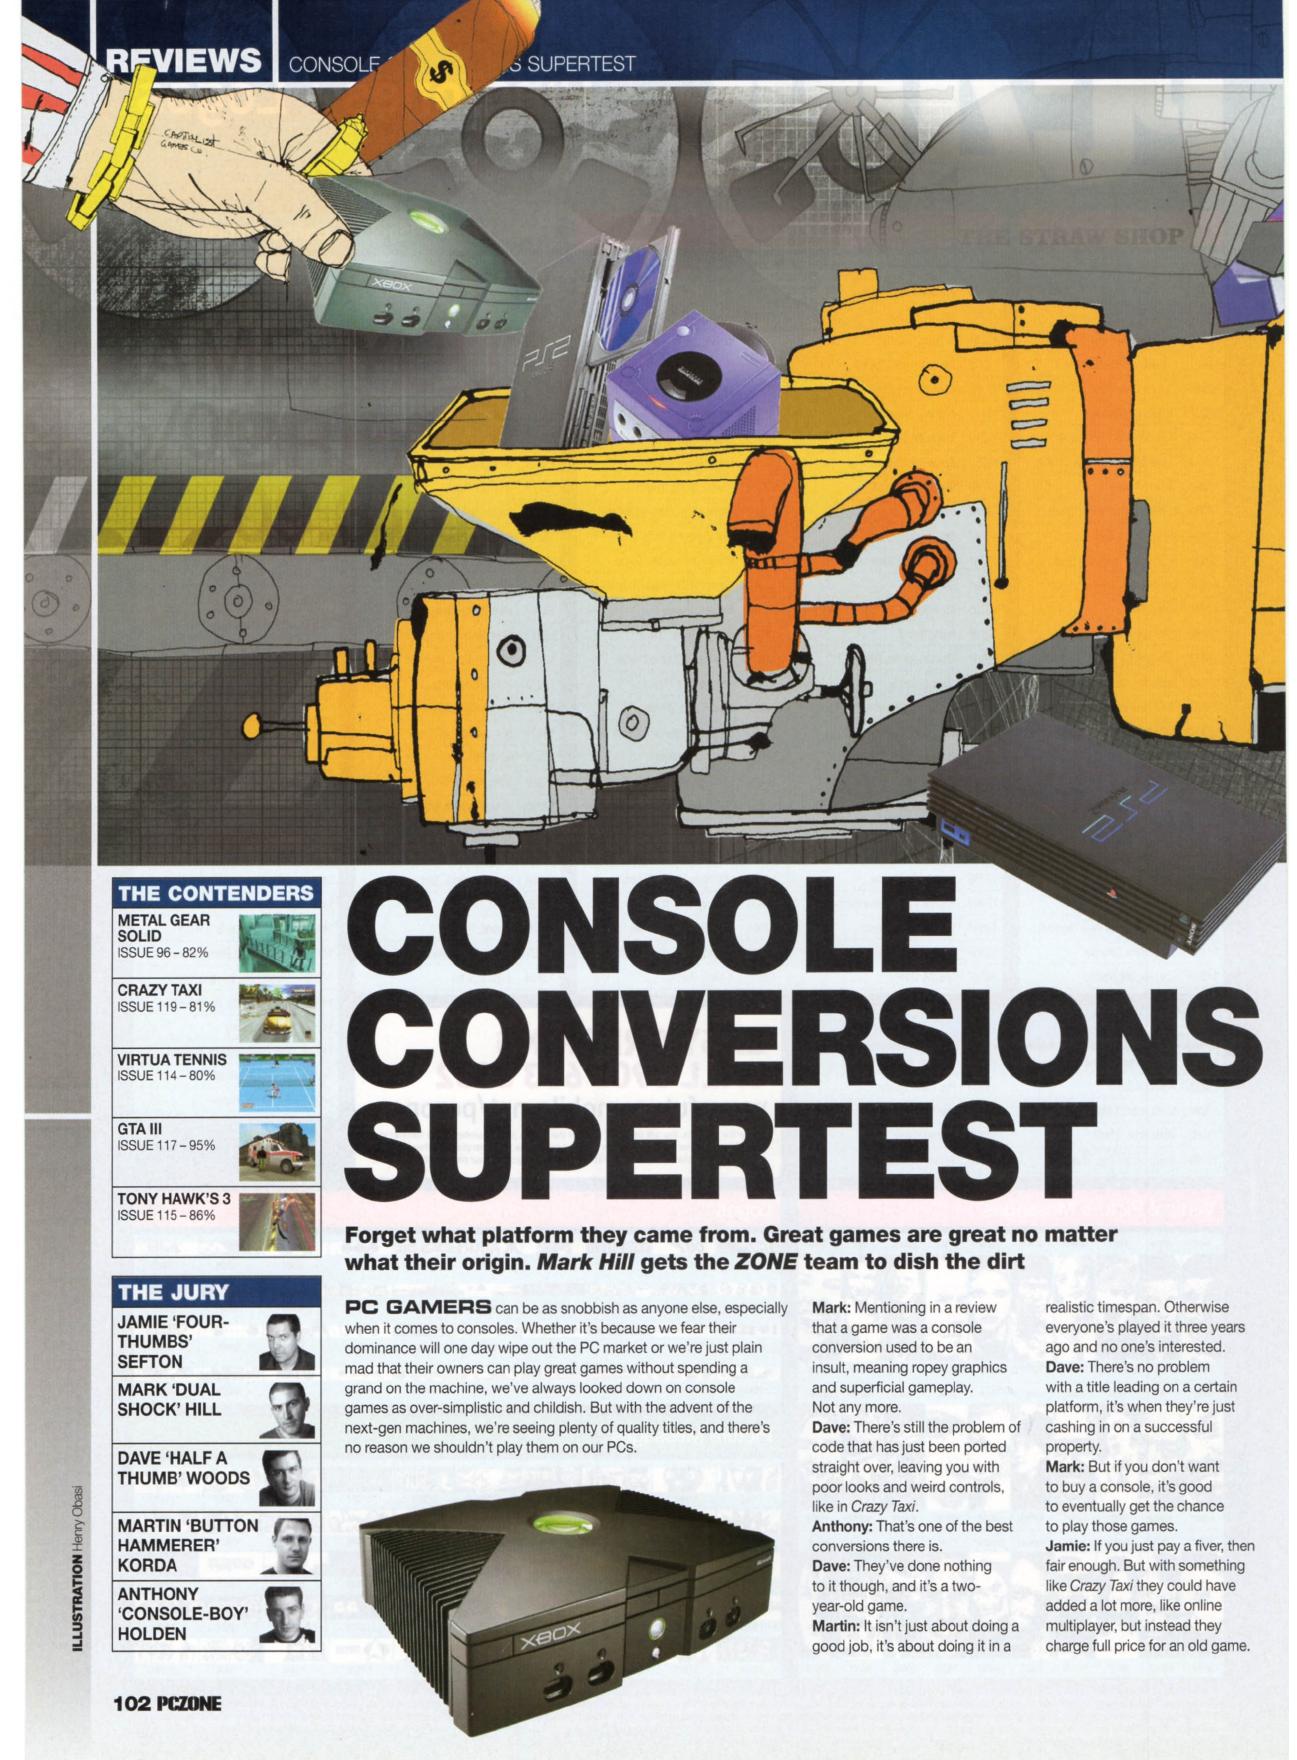 REVIEWS
CONSOLE
S SUPERTEST
$
CAPITALIST
GAMES CO.
XBOX
PS2
THE STRAW SHOP
PS2
SONY
THE CONTENDERS
METAL GEAR
SOLID
ISSUE 96 – 82%
CRAZY TAXI
ISSUE 119 – 81%
VIRTUA TENNIS
ISSUE 114 – 80%
GTA III
ISSUE 117 – 95%
TONY HAWK'S 3
ISSUE 115 – 86%
THE JURY
JAMIE 'FOUR-
THUMBS'
SEFTON
MARK 'DUAL
SHOCK' HILL
DAVE 'HALF A
THUMB' WOODS
MARTIN 'BUTTON
HAMMERER'
KORDA
ANTHONY
'CONSOLE-BOY'
HOLDEN
ILLUSTRATION Henry Obasi
CONSOLE
CONVERSIONS
SUPERTEST
Forget what platform they came from. Great games are great no matter
what their origin. Mark Hill gets the ZONE team to dish the dirt
PC GAMERS can be as snobbish as anyone else, especially
when it comes to consoles. Whether it's because we fear their
dominance will one day wipe out the PC market or we're just plain
mad that their owners can play great games without spending a
grand on the machine, we've always looked down on console
games as over-simplistic and childish. But with the advent of the
next-gen machines, we're seeing plenty of quality titles, and there's
no reason we shouldn't play them on our PCs.
XBOX
Mark: Mentioning in a review
that a game was a console
conversion used to be an
insult, meaning ropey graphics
and superficial gameplay.
Not any more.
Dave: There's still the problem of
code that has just been ported
straight over, leaving you with
poor looks and weird controls,
like in Crazy Taxi.
Anthony: That's one of the best
conversions there is.
Dave: They've done nothing
to it though, and it's a two-
year-old game.
Martin: It isn't just about doing a
good job, it's about doing it in a
realistic timespan. Otherwise
everyone's played it three years
ago and no one's interested.
Dave: There's no problem
with a title leading on a certain
platform, it's when they're just
cashing in on a successful
property.
Mark: But if you don't want
to buy a console, it's good
to eventually get the chance
to play those games.
Jamie: If you just pay a fiver, then
fair enough. But with something
like Crazy Taxi they could have
added a lot more, like online
multiplayer, but instead they
charge full price for an old game.
102 PCZONE